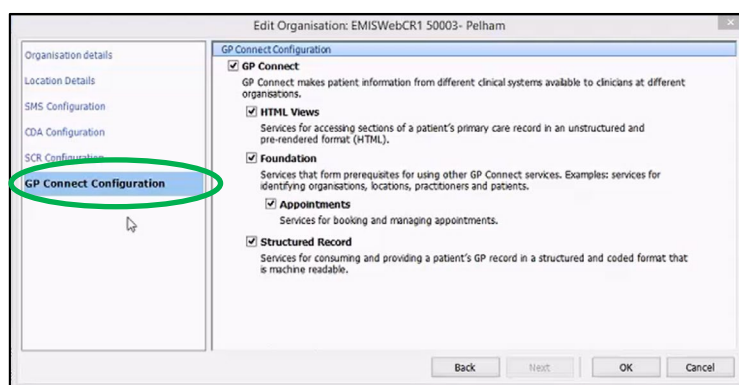 Edit Organisation: EMISWebCR1 50003- Pelham
Organisation details
Location Details
SMS Configuration
CDA Configuration
SCR Configuration
GP Connect Configuration
GP Connect Configuration
GP Connect
GP Connect makes patient information from different clinical systems available to clinicians at different
organisations.
HTML Views
Services for accessing sections of a patient's primary care record in an unstructured and
pre-rendered format (HTML).
Foundation
Services that form prerequisites for using other GP Connect services. Examples: services for
identifying organisations, locations, practitioners and patients.
Appointments
Services for booking and managing appointments.
Structured Record
Services for consuming and providing a patient's GP record in a structured and coded format that
is machine readable.
Back Next OK Cancel